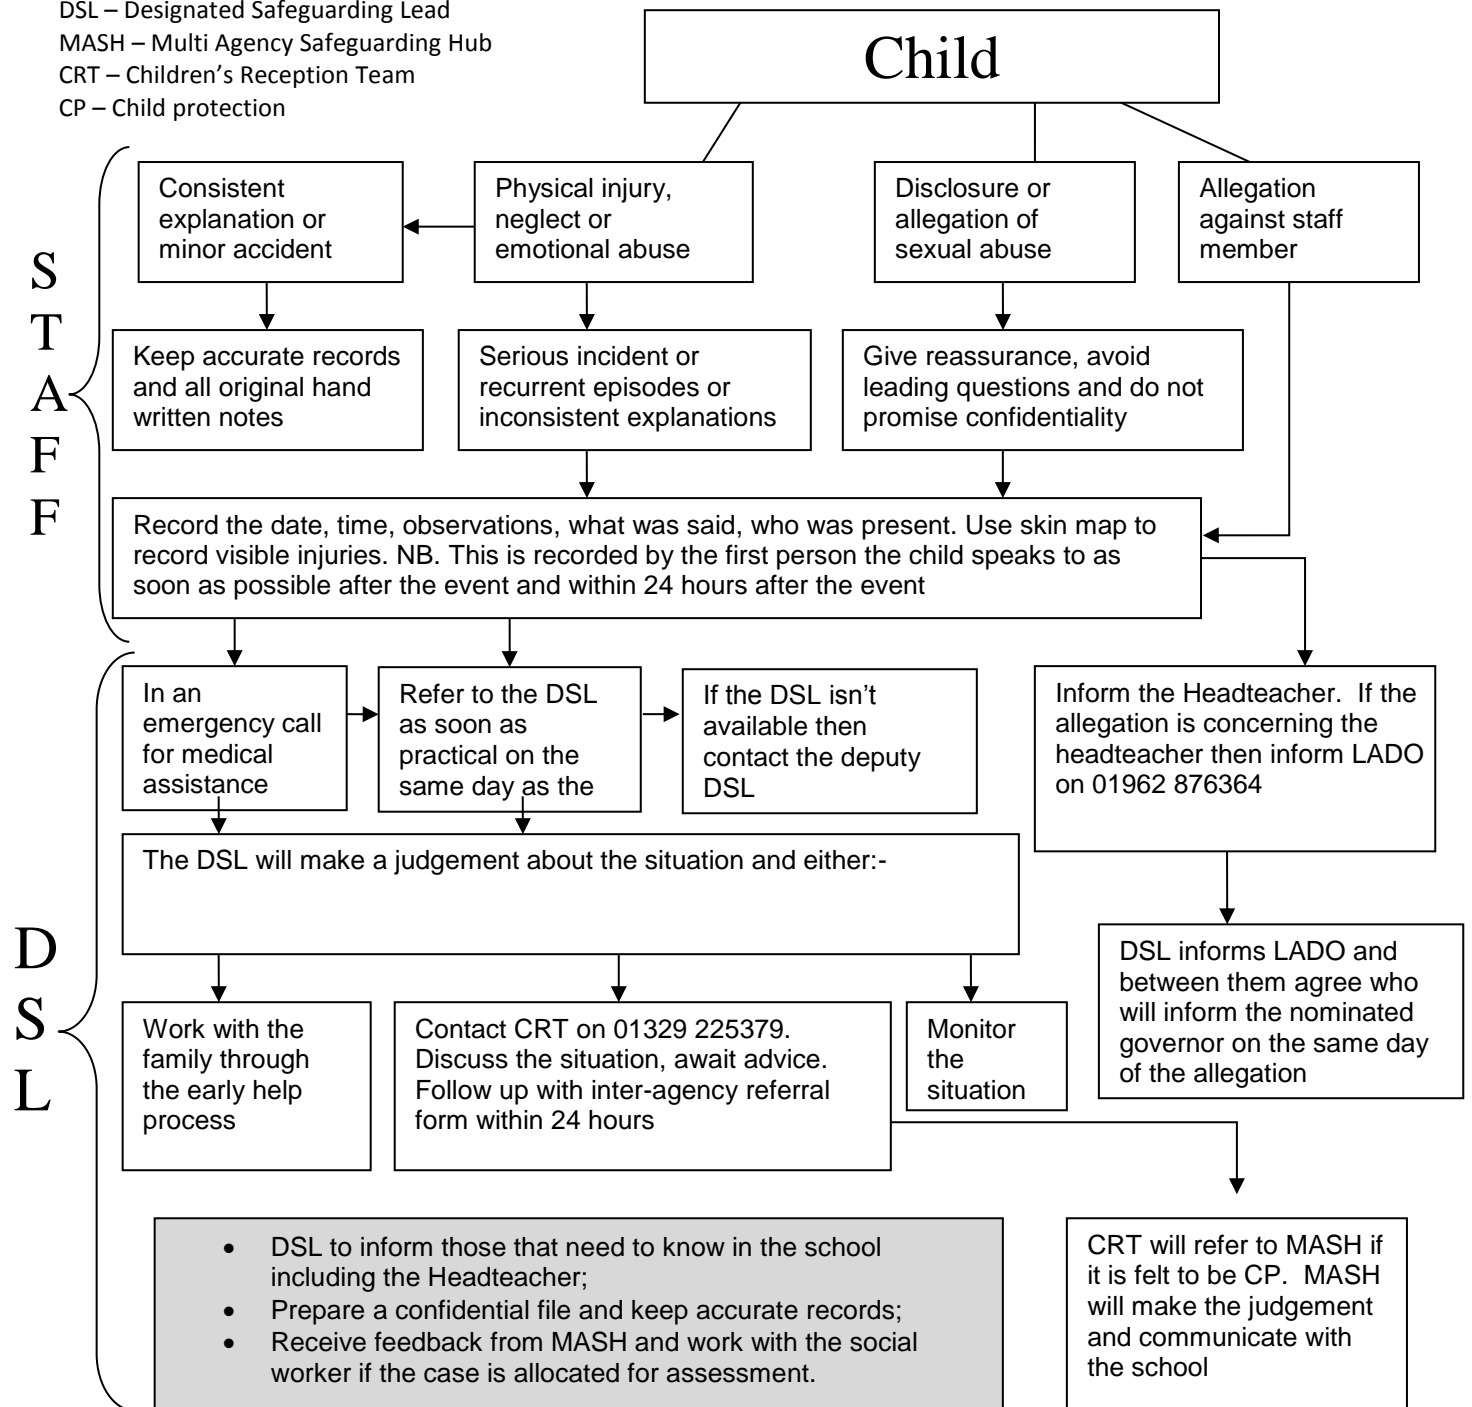 DSL – Designated Safeguarding Lead
MASH – Multi Agency Safeguarding Hub
CRT – Children's Reception Team
CP – Child protection
Child
STAFF
Consistent
explanation or
minor accident
Physical injury,
neglect or
emotional abuse
Disclosure or
allegation of
sexual abuse
Allegation
against staff
member
Keep accurate records
and all original hand
written notes
Serious incident or
recurrent episodes or
inconsistent explanations
Give reassurance, avoid
leading questions and do not
promise confidentiality
Record the date, time, observations, what was said, who was present. Use skin map to
record visible injuries. NB. This is recorded by the first person the child speaks to as
soon as possible after the event and within 24 hours after the event
DSL
In an
emergency call
for medical
assistance
Refer to the DSL
as soon as
practical on the
same day as the
If the DSL isn't
available then
contact the deputy
DSL
Inform the Headteacher.  If the
allegation is concerning the
headteacher then inform LADO
on 01962 876364
The DSL will make a judgement about the situation and either:-
DSL informs LADO and
between them agree who
will inform the nominated
governor on the same day
of the allegation
Work with the
family through
the early help
process
Contact CRT on 01329 225379.
Discuss the situation, await advice.
Follow up with inter-agency referral
form within 24 hours
Monitor
the
situation
• DSL to inform those that need to know in the school
including the Headteacher;
• Prepare a confidential file and keep accurate records;
• Receive feedback from MASH and work with the social
worker if the case is allocated for assessment.
CRT will refer to MASH if
it is felt to be CP.  MASH
will make the judgement
and communicate with
the school